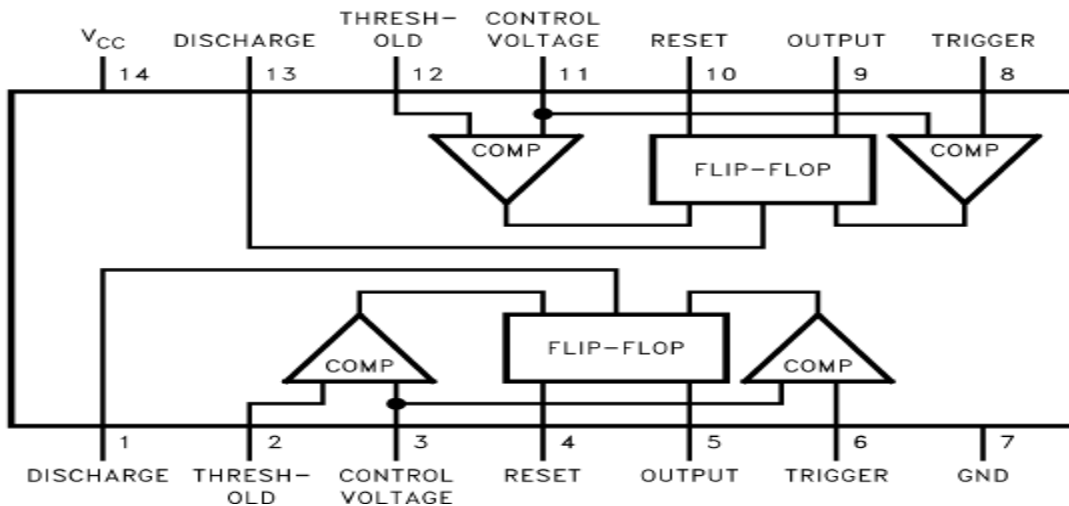 VCC
DISCHARGE
THRESH-
OLD
CONTROL
VOLTAGE
RESET
OUTPUT
TRIGGER
14
13
12
11
10
9
8
COMP
FLIP-FLOP
COMP
COMP
FLIP-FLOP
COMP
1
2
3
4
5
6
7
DISCHARGE
THRESH-
OLD
CONTROL
VOLTAGE
RESET
OUTPUT
TRIGGER
GND